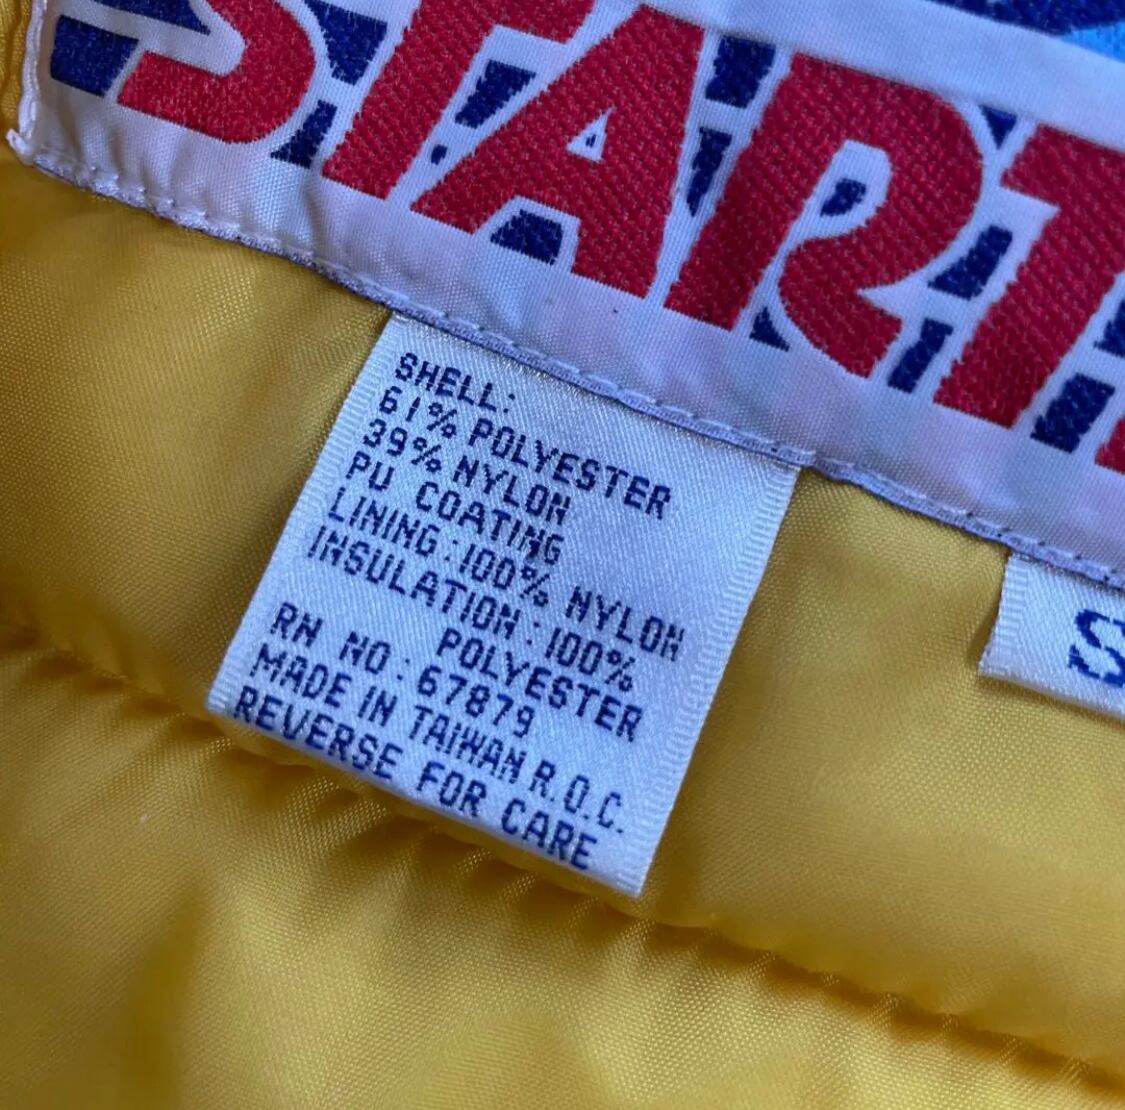 START
SHELL:
61% POLYESTER
39% NYLON
PU COATING
LINING:100% NYLON
INSULATION:100%
POLYESTER
RN NO:67879
MADE IN TAIWAN R.O.C.
REVERSE FOR CARE
S